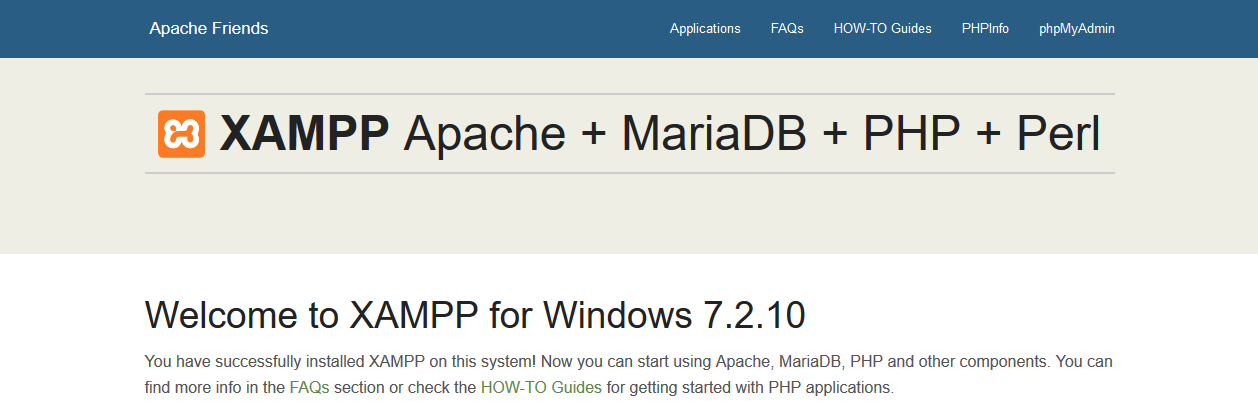 Apache Friends
Applications FAQs HOW-TO Guides PHPInfo phpMyAdmin
XAMPP Apache + MariaDB + PHP + Perl
Welcome to XAMPP for Windows 7.2.10
You have successfully installed XAMPP on this system! Now you can start using Apache, MariaDB, PHP and other components. You can
find more info in the FAQs section or check the HOW-TO Guides for getting started with PHP applications.